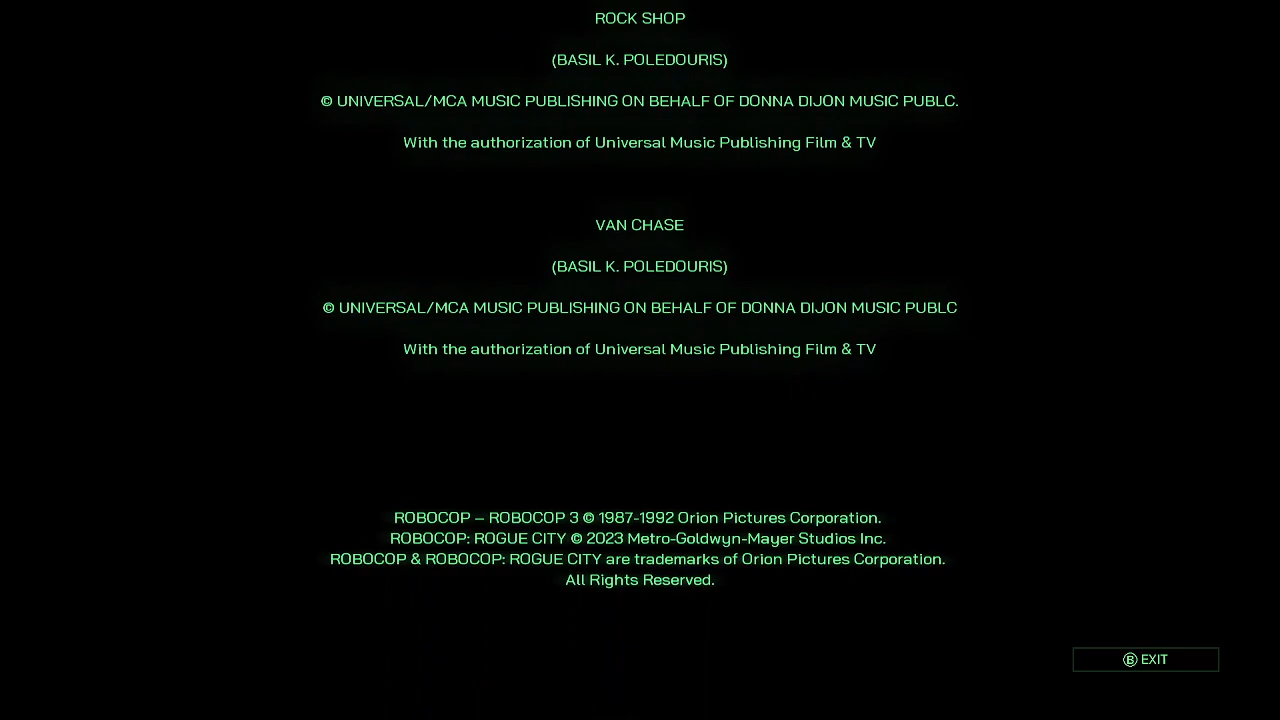 ROCK SHOP
(BASIL K. POLEDOURIS)
© UNIVERSAL/MCA MUSIC PUBLISHING ON BEHALF OF DONNA DIJON MUSIC PUBLC.
With the authorization of Universal Music Publishing Film & TV
VAN CHASE
(BASIL K. POLEDOURIS)
© UNIVERSAL/MCA MUSIC PUBLISHING ON BEHALF OF DONNA DIJON MUSIC PUBLC
With the authorization of Universal Music Publishing Film & TV
ROBOCOP – ROBOCOP 3 © 1987-1992 Orion Pictures Corporation.
ROBOCOP: ROGUE CITY © 2023 Metro-Goldwyn-Mayer Studios Inc.
ROBOCOP & ROBOCOP: ROGUE CITY are trademarks of Orion Pictures Corporation.
All Rights Reserved.
Ⓑ EXIT